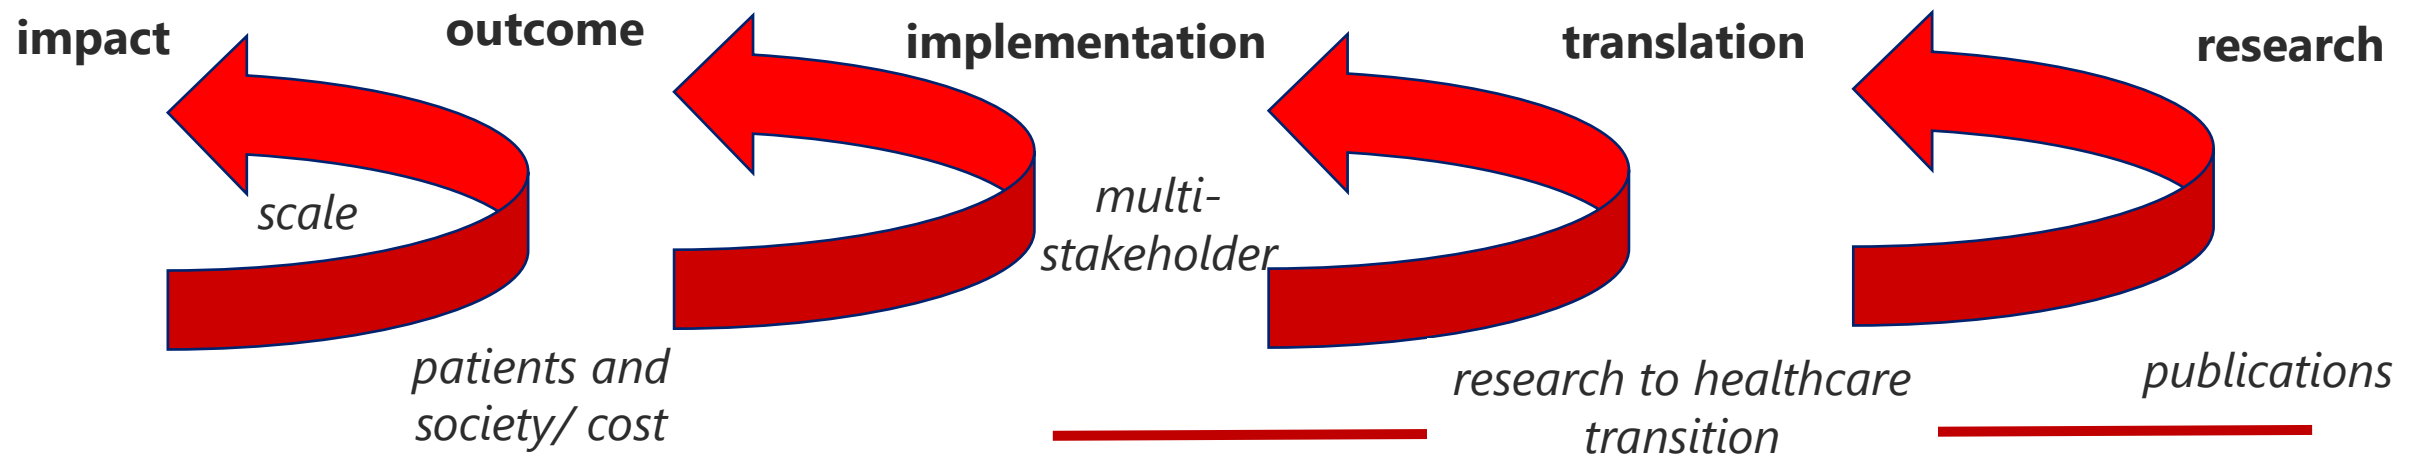 impact
outcome
implementation
translation
research
scale
multi-
stakeholder
patients and
society/ cost
research to healthcare
transition
publications